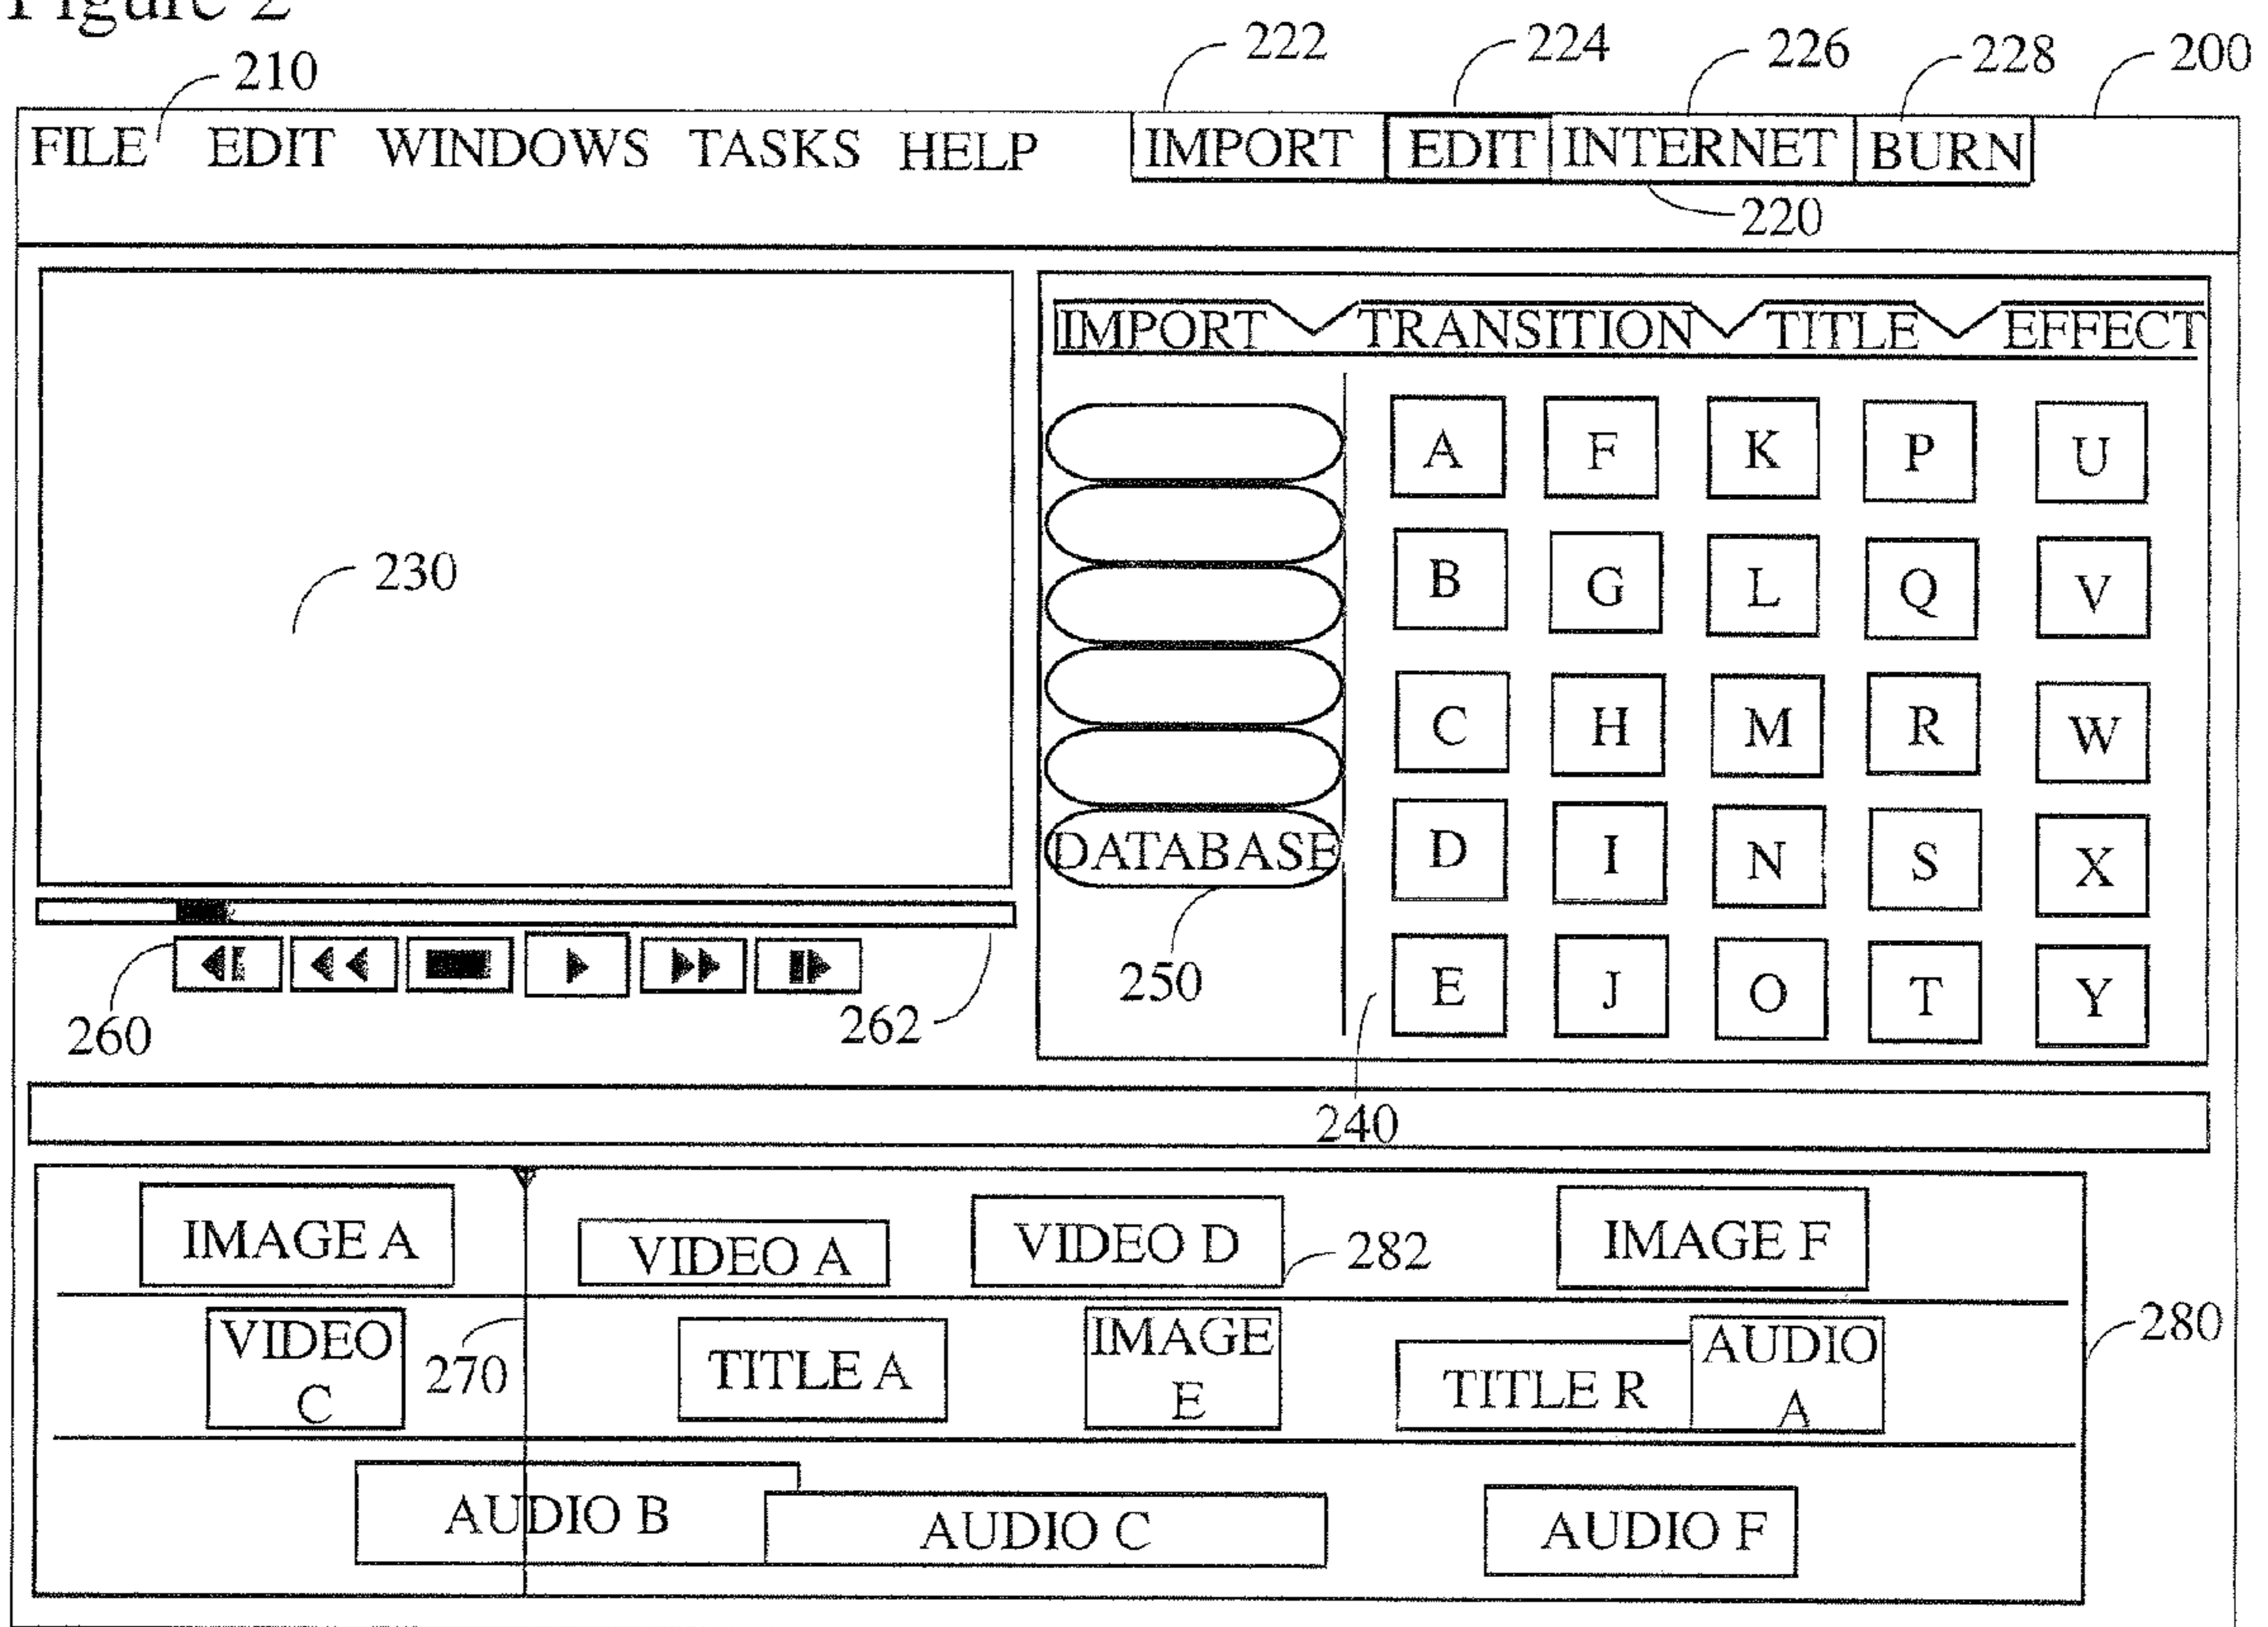 Figure 2
222 224 226 228 200
210
FILE EDIT WINDOWS TASKS HELP IMPORT EDIT INTERNET BURN
220
IMPORT TRANSITION TITLE EFFECT
A F K P U
230
B G L Q V
C H M R W
DATABASE D I N S X
250
E J O T Y
260 262
240
IMAGE A VIDEO A VIDEO D 282 IMAGE F
VIDEO C 270 TITLE A IMAGE E TITLE R AUDIO A 280
AUDIO B AUDIO C AUDIO F